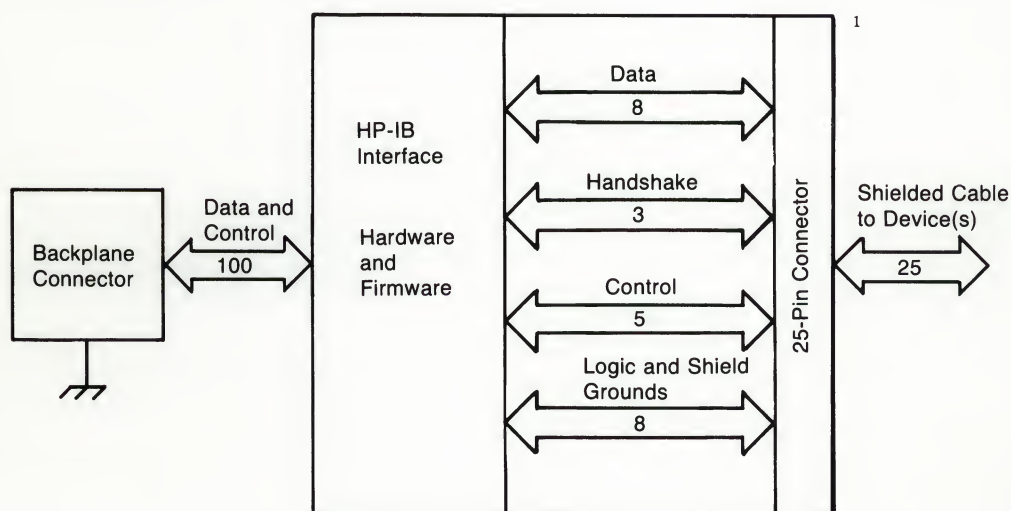 1
Data
8
HP-IB
Interface
Handshake
3
Shielded Cable
to Device(s)
Data and
Control
Backplane
Connector
100
Hardware
and
Firmware
25-Pin Connector
25
Control
5
Logic and Shield
Grounds
8